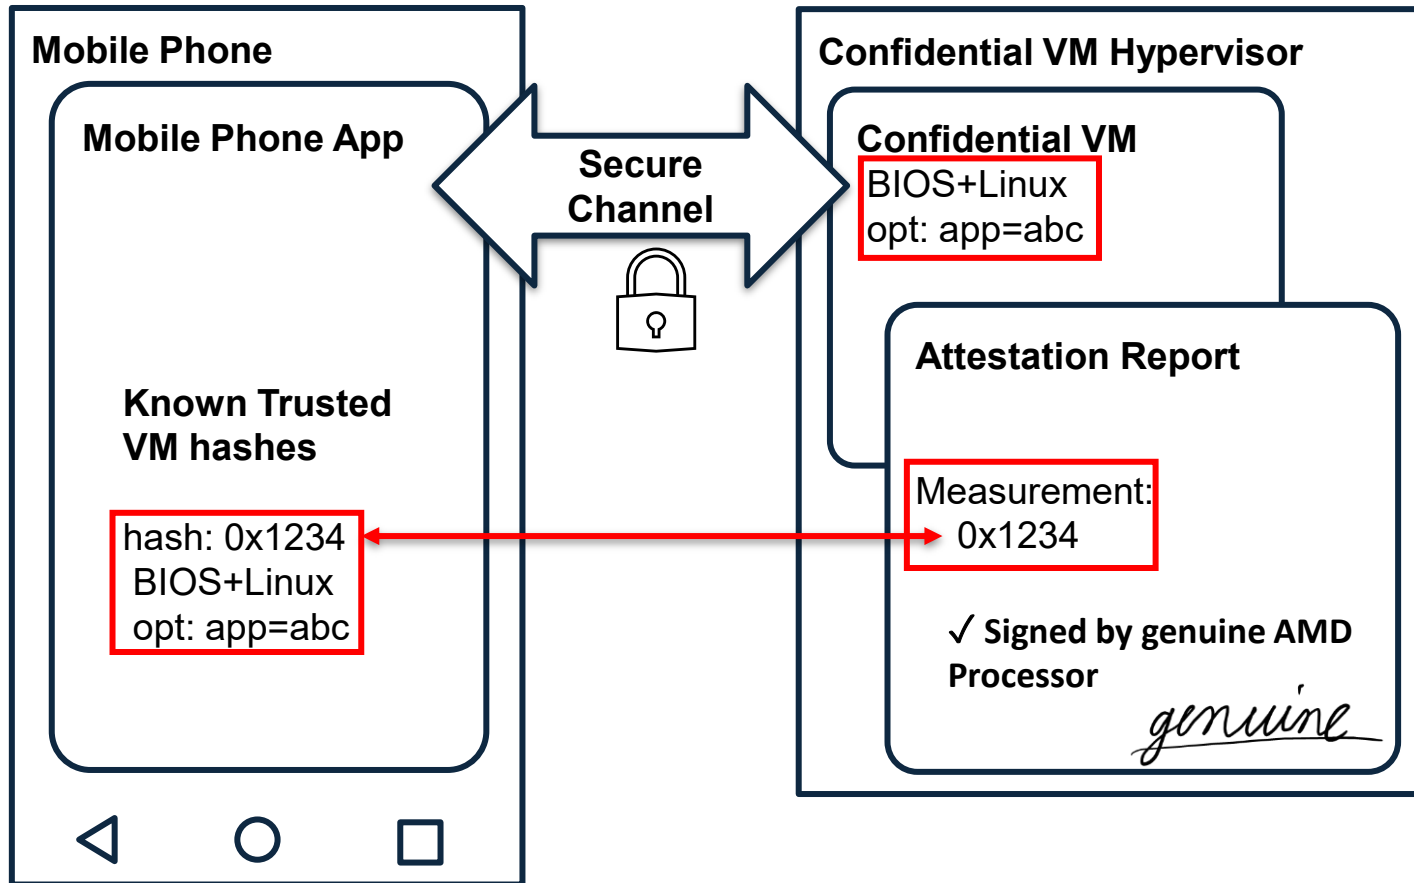 Mobile Phone
Mobile Phone App
Known Trusted
VM hashes
hash: 0x1234
BIOS+Linux
opt: app=abc
Secure
Channel
Confidential VM Hypervisor
Confidential VM
BIOS+Linux
opt: app=abc
Attestation Report
Measurement:
0x1234
✓ Signed by genuine AMD
Processor
genuine